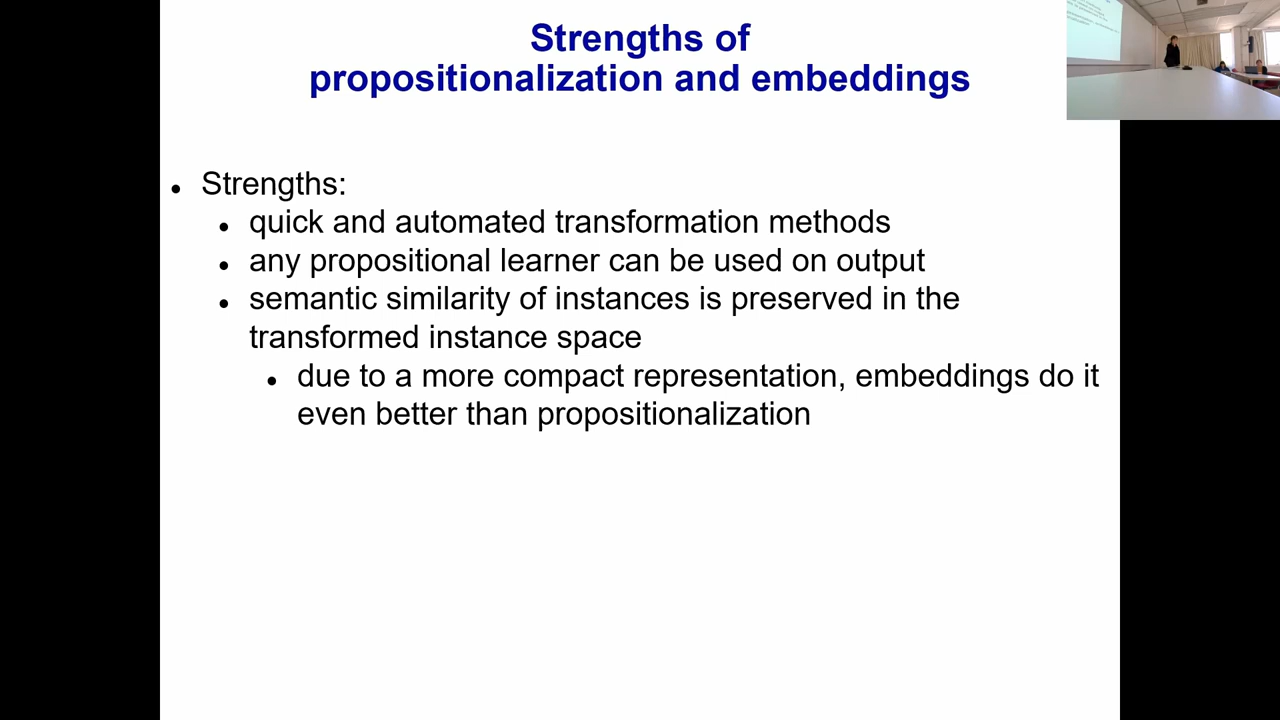 Strengths of
propositionalization and embeddings
• Strengths:
• quick and automated transformation methods
• any propositional learner can be used on output
• semantic similarity of instances is preserved in the
transformed instance space
• due to a more compact representation, embeddings do it
even better than propositionalization